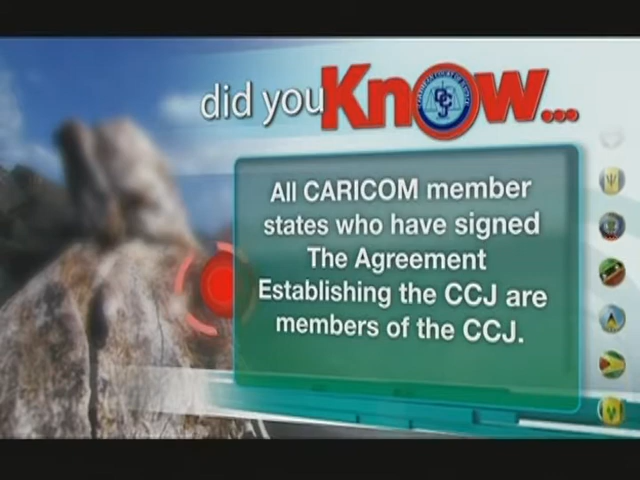 did you Know...
All CARICOM member
states who have signed
The Agreement
Establishing the CCJ are
members of the CCJ.